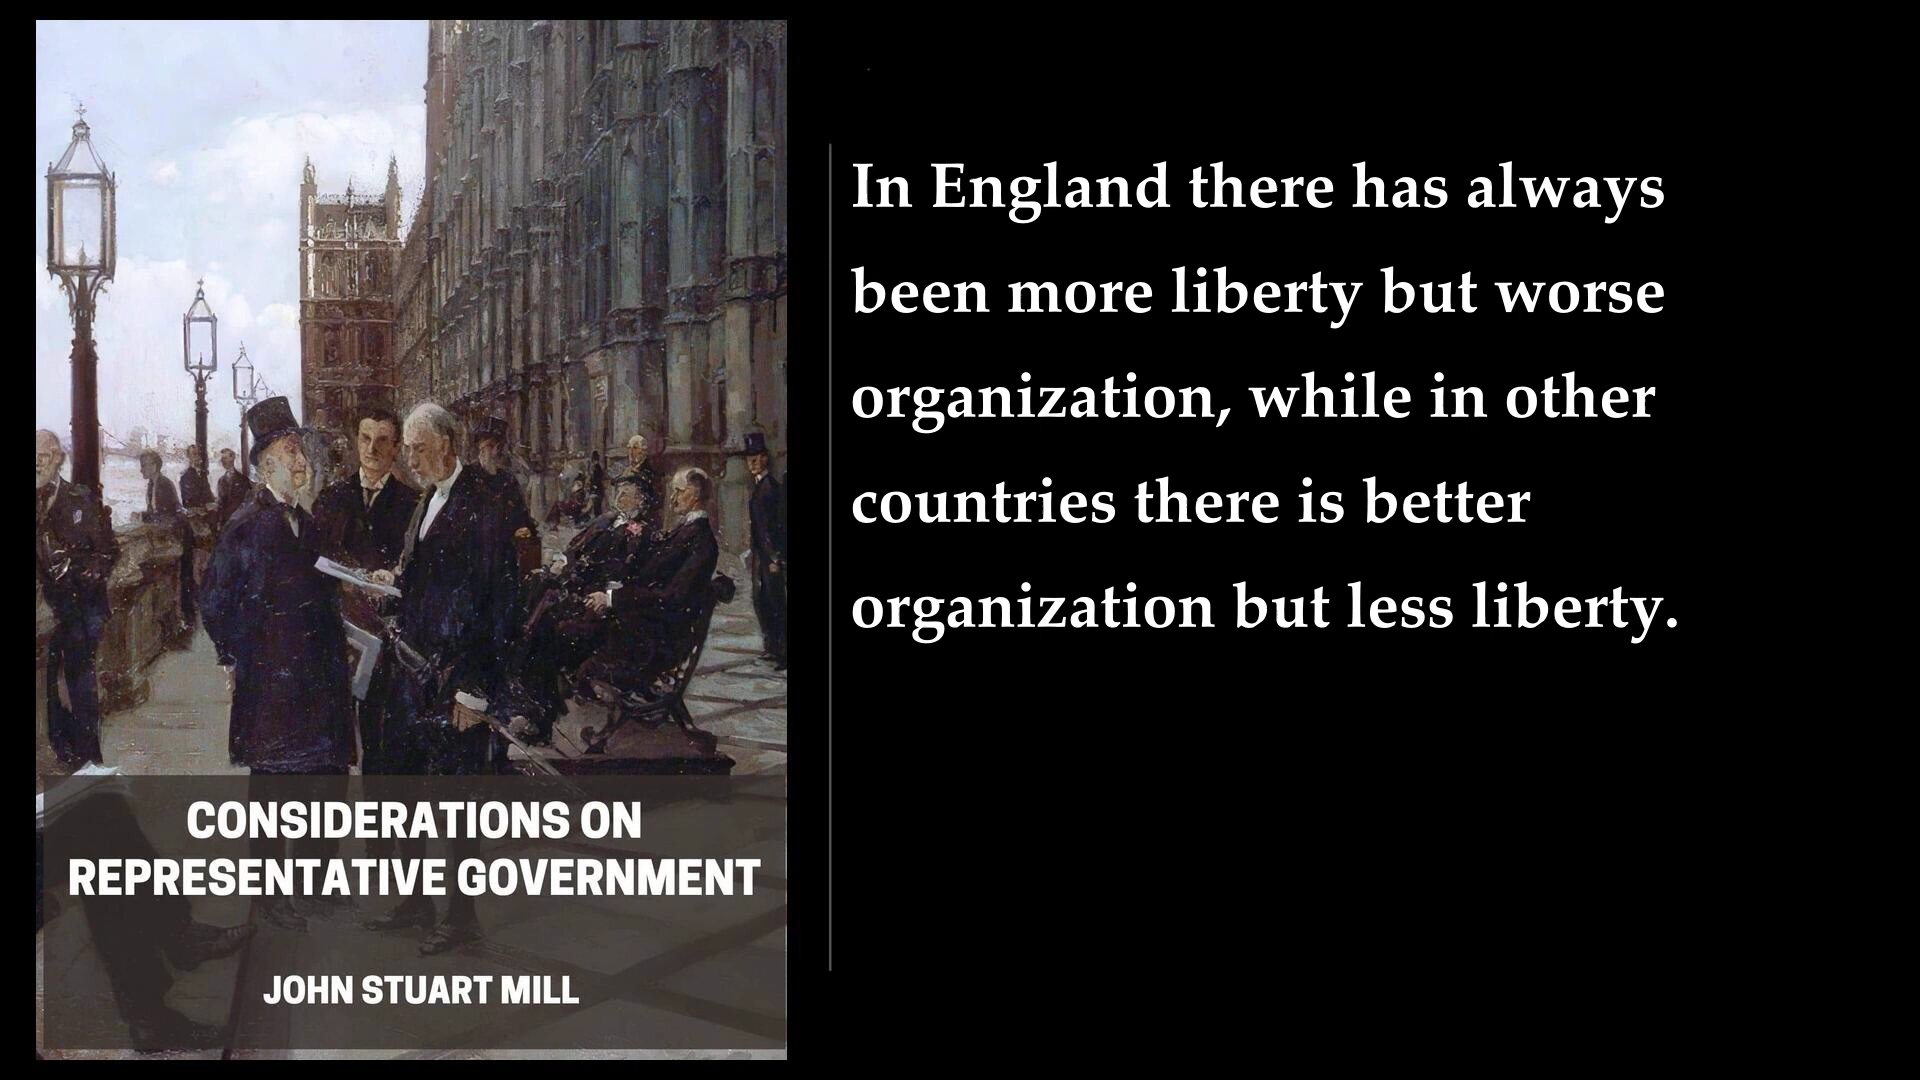 In England there has always
been more liberty but worse
organization, while in other
countries there is better
organization but less liberty.
CONSIDERATIONS ON
REPRESENTATIVE GOVERNMENT
JOHN STUART MILL